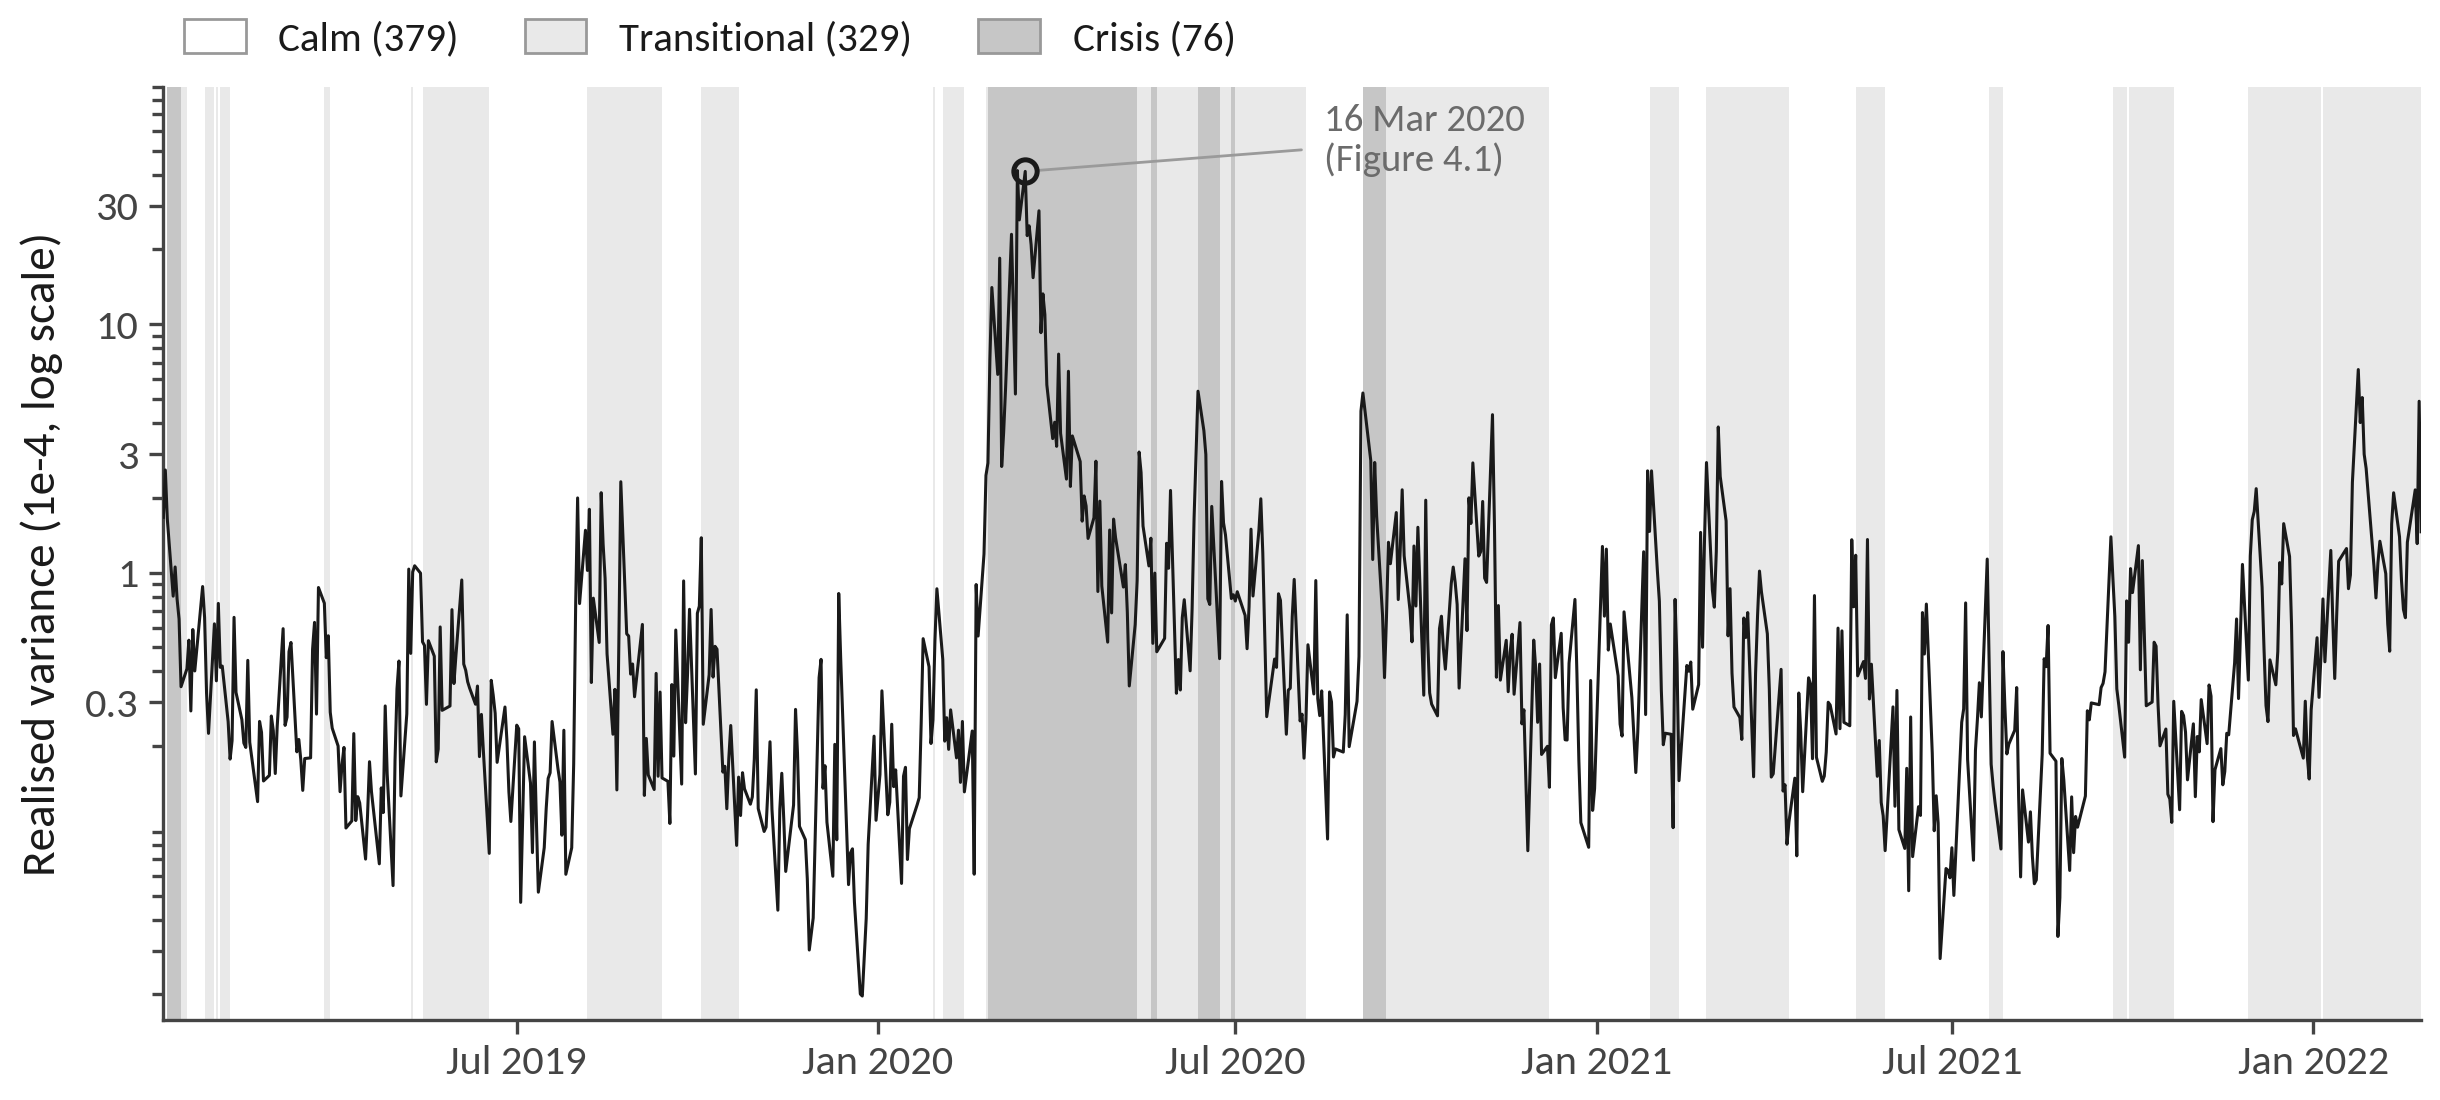 Calm (379) Transitional (329) Crisis (76)
16 Mar 2020
(Figure 4.1)
Realised variance (1e-4, log scale)
30
10
3
1
0.3
Jul 2019 Jan 2020 Jul 2020 Jan 2021 Jul 2021 Jan 2022